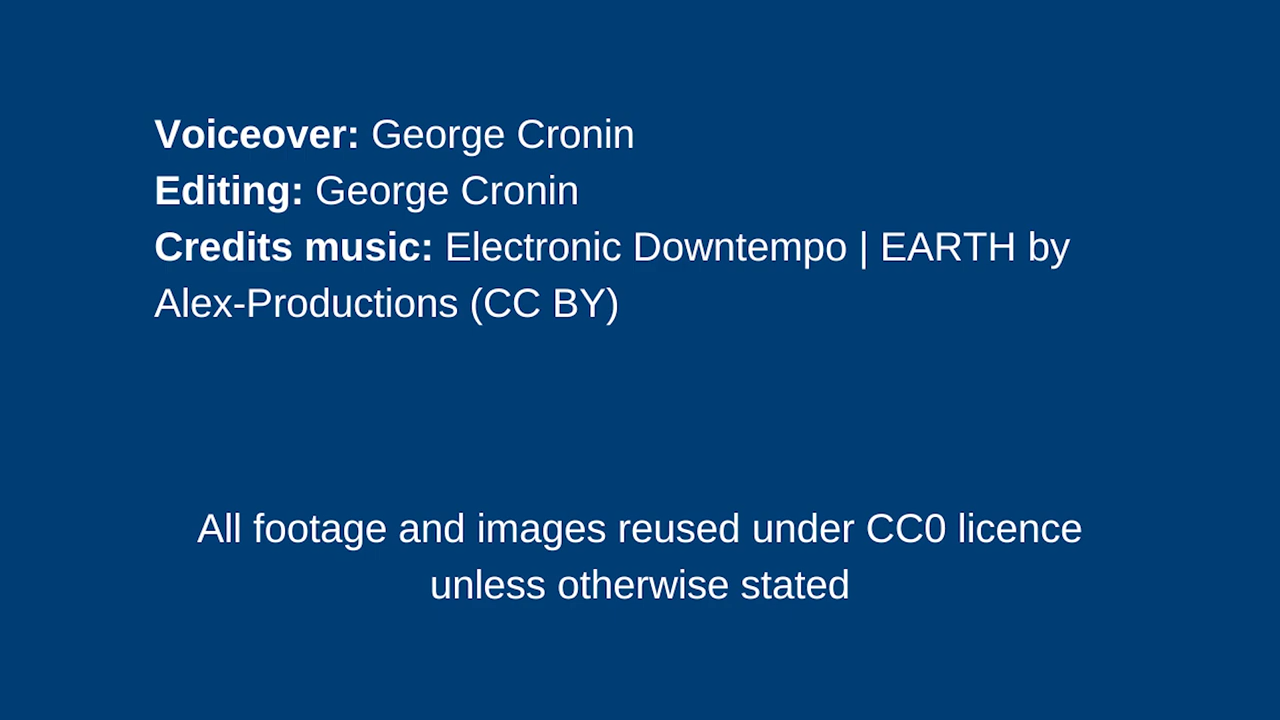 Voiceover: George Cronin
Editing: George Cronin
Credits music: Electronic Downtempo | EARTH by
Alex-Productions (CC BY)
All footage and images reused under CC0 licence
unless otherwise stated